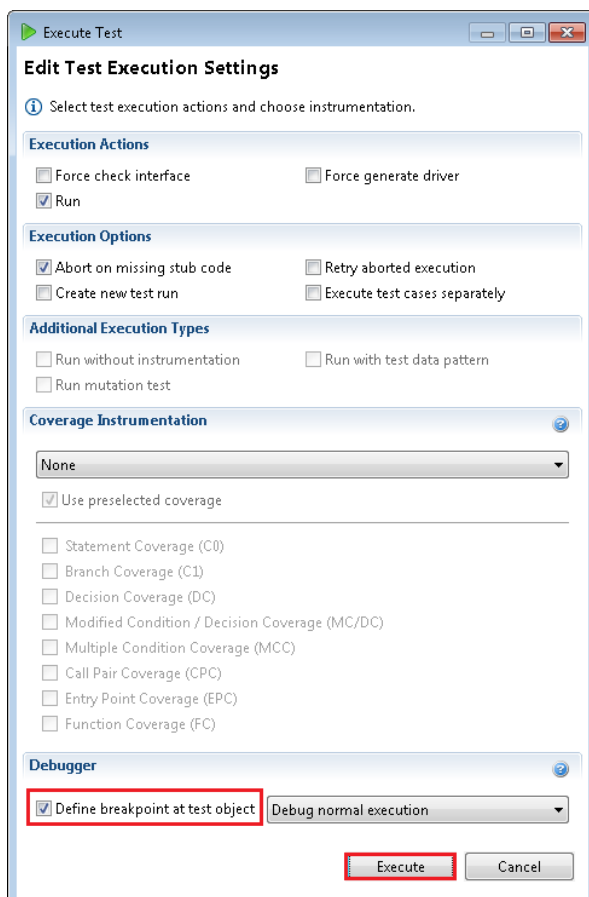 Execute Test
Edit Test Execution Settings
Select test execution actions and choose instrumentation.
Execution Actions
Force check interface Force generate driver
Run
Execution Options
Abort on missing stub code Retry aborted execution
Create new test run Execute test cases separately
Additional Execution Types
Run without instrumentation Run with test data pattern
Run mutation test
Coverage Instrumentation
None
Use preselected coverage
Statement Coverage (C0)
Branch Coverage (C1)
Decision Coverage (DC)
Modified Condition / Decision Coverage (MC/DC)
Multiple Condition Coverage (MCC)
Call Pair Coverage (CPC)
Entry Point Coverage (EPC)
Function Coverage (FC)
Debugger
Define breakpoint at test object Debug normal execution
Execute Cancel